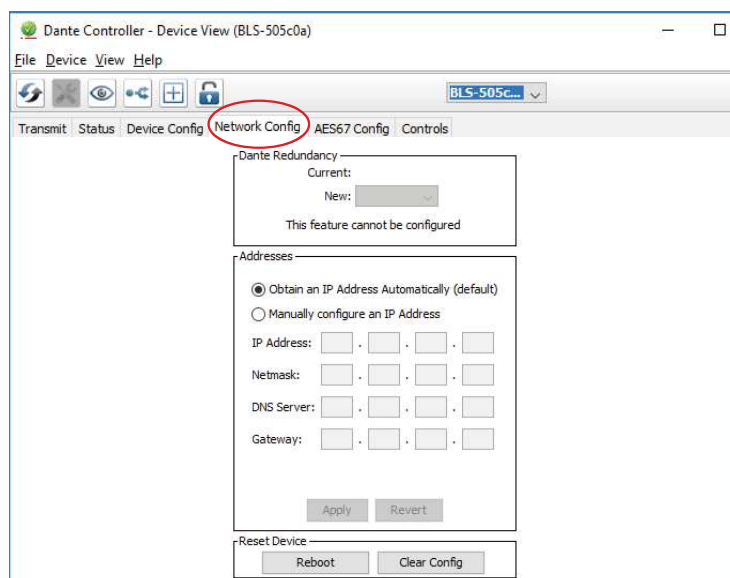 Dante Controller - Device View (BLS-505c0a)
File Device View Help
BLS-505c...
Transmit Status Device Config Network Config AES67 Config Controls
Dante Redundancy
Current:
New:
This feature cannot be configured
Addresses
Obtain an IP Address Automatically (default)
Manually configure an IP Address
IP Address: . . .
Netmask: . . .
DNS Server: . . .
Gateway: . . .
Apply Revert
Reset Device
Reboot Clear Config